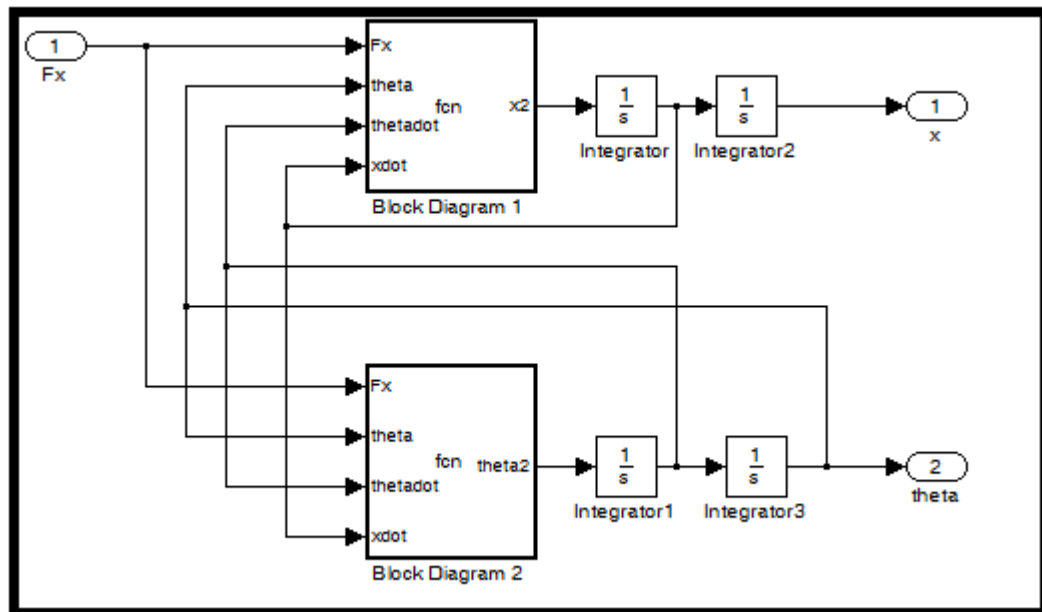 1
Fx
Fx
theta
thetadot
xdot
fcn
x2
Block Diagram 1
1
s
Integrator
1
s
Integrator2
1
x
Fx
theta
thetadot
xdot
fcn
theta2
Block Diagram 2
1
s
Integrator1
1
s
Integrator3
2
theta